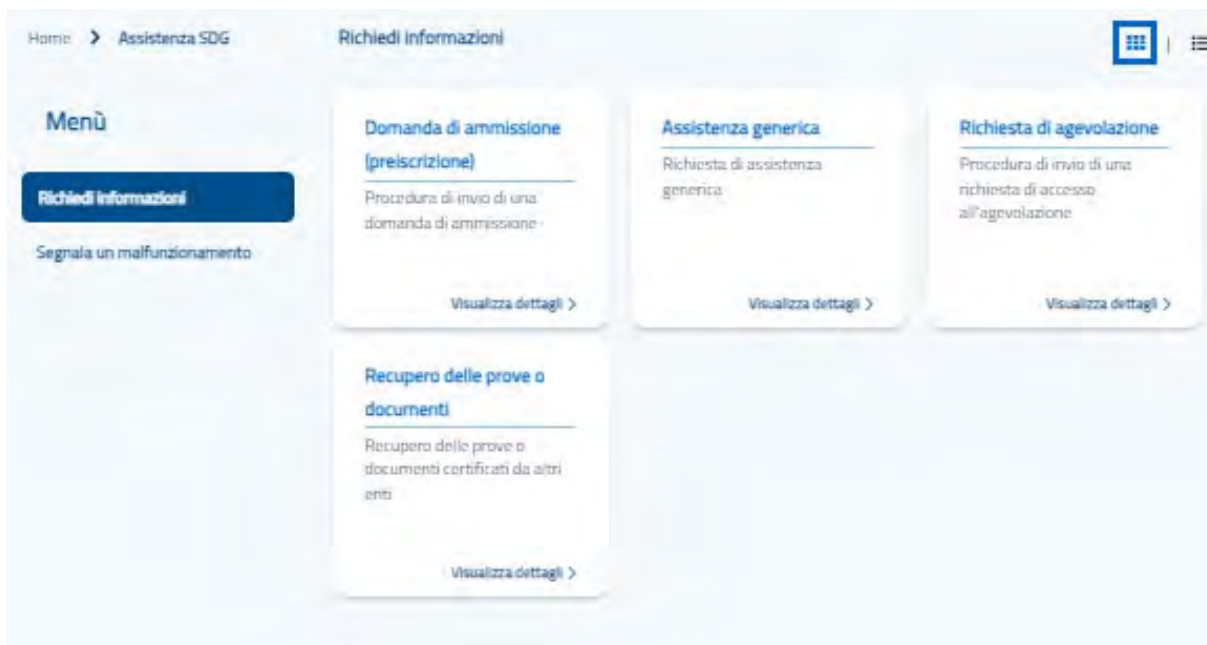 Home > Assistenza SDG
Richiedi informazioni
Menù
Richiedi informazioni
Segnala un malfunzionamento
Domanda di ammissione
(preiscrizione)
Procedura di invio di una
domanda di ammissione -
Visualizza dettagli >
Assistenza generica
Richiesta di assistenza
generica
Visualizza dettagli >
Richiesta di agevolazione
Procedura di invio di una
richiesta di accesso
all'agevolazione
Visualizza dettagli >
Recupero delle prove o
documenti
Recupero delle prove o
documenti certificati da altri
enti
Visualizza dettagli >